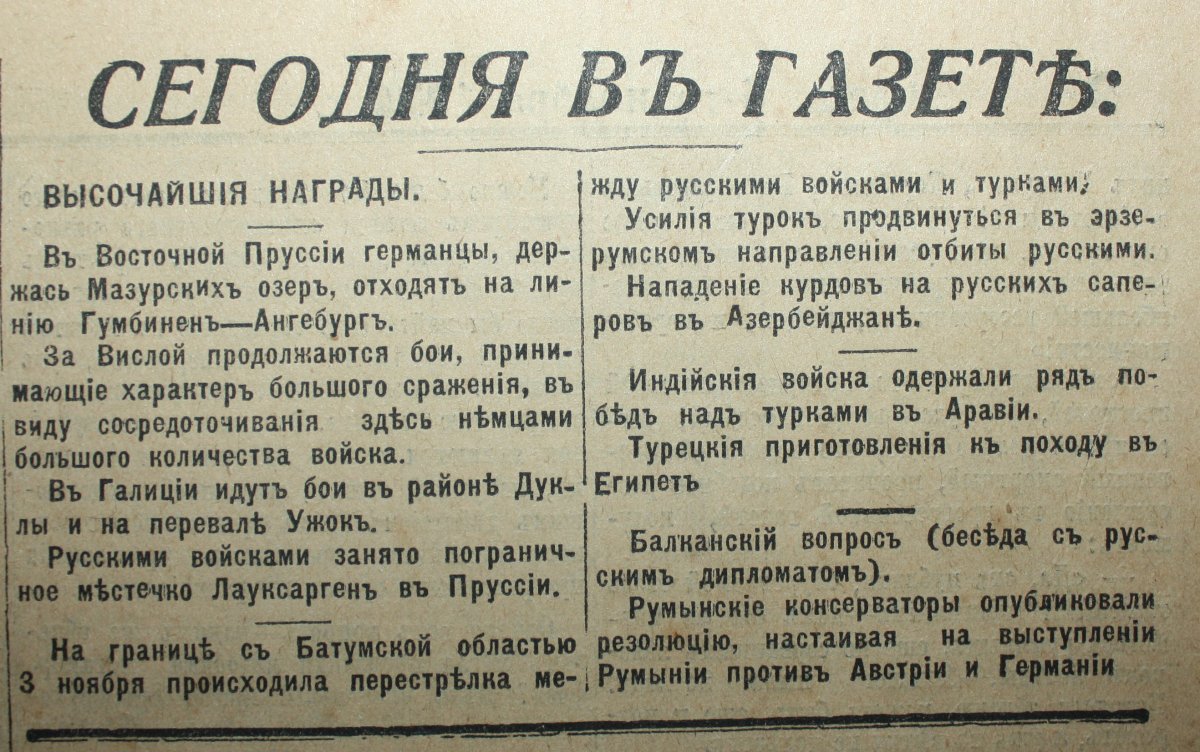 СЕГОДНЯ ВЪ ГАЗЕТѢ:
ВЫСОЧАЙШІЯ НАГРАДЫ.
Въ Восточной Пруссіи германцы, дер-
жась Мазурскихъ озеръ, отходятъ на ли-
нію Гумбиненъ—Ангебургъ.
За Вислой продолжаются бои, прини-
мающіе характеръ большого сраженія, въ
виду сосредоточиванія здѣсь нѣмцами
большого количества войска.
Въ Галиціи идутъ бои въ районѣ Дук-
лы и на перевалѣ Ужокъ.
Русскими войсками занято погранич-
ное мѣстечко Лауксаргенъ въ Пруссіи.
На границѣ съ Батумской областью
3 ноября происходила перестрѣлка ме-
жду русскими войсками и турками.
Усилія турокъ продвинуться въ эрзе-
румскомъ направленіи отбиты русскими.
Нападеніе курдовъ на русскихъ сапе-
ровъ въ Азербейджанѣ.
Индійскія войска одержали рядъ по-
бѣдъ надъ турками въ Аравіи.
Турецкія приготовленія къ походу въ
Египетъ
Балканскій вопросъ (бесѣда съ рус-
скимъ дипломатомъ).
Румынскіе консерваторы опубликовали
резолюцію, настаивая на выступленіи
Румыніи противъ Австріи и Германіи